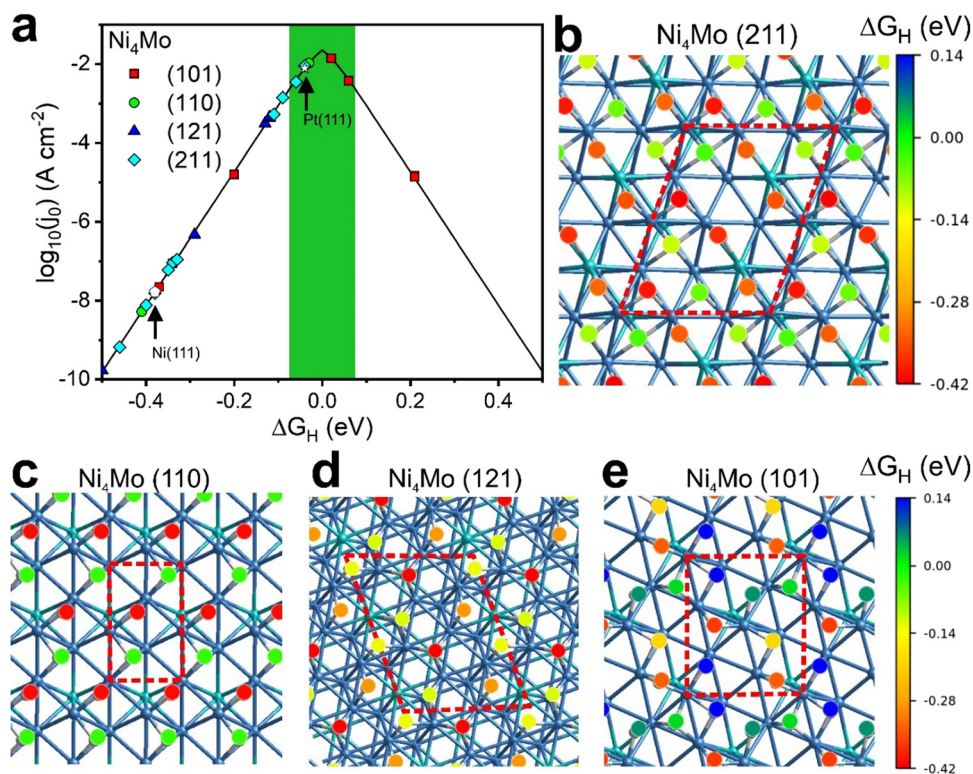 a
Ni₄Mo
(101)
(110)
(121)
(211)
Pt(111)
Ni(111)
log₁₀(j₀) (A cm⁻²)
-2
-4
-6
-8
-10
-0.4 -0.2 0.0 0.2 0.4
ΔG_H (eV)
b
Ni₄Mo (211)
ΔG_H (eV)
0.14
0.00
-0.14
-0.28
-0.42
c
Ni₄Mo (110)
d
Ni₄Mo (121)
e
Ni₄Mo (101)
ΔG_H (eV)
0.14
0.00
-0.14
-0.28
-0.42